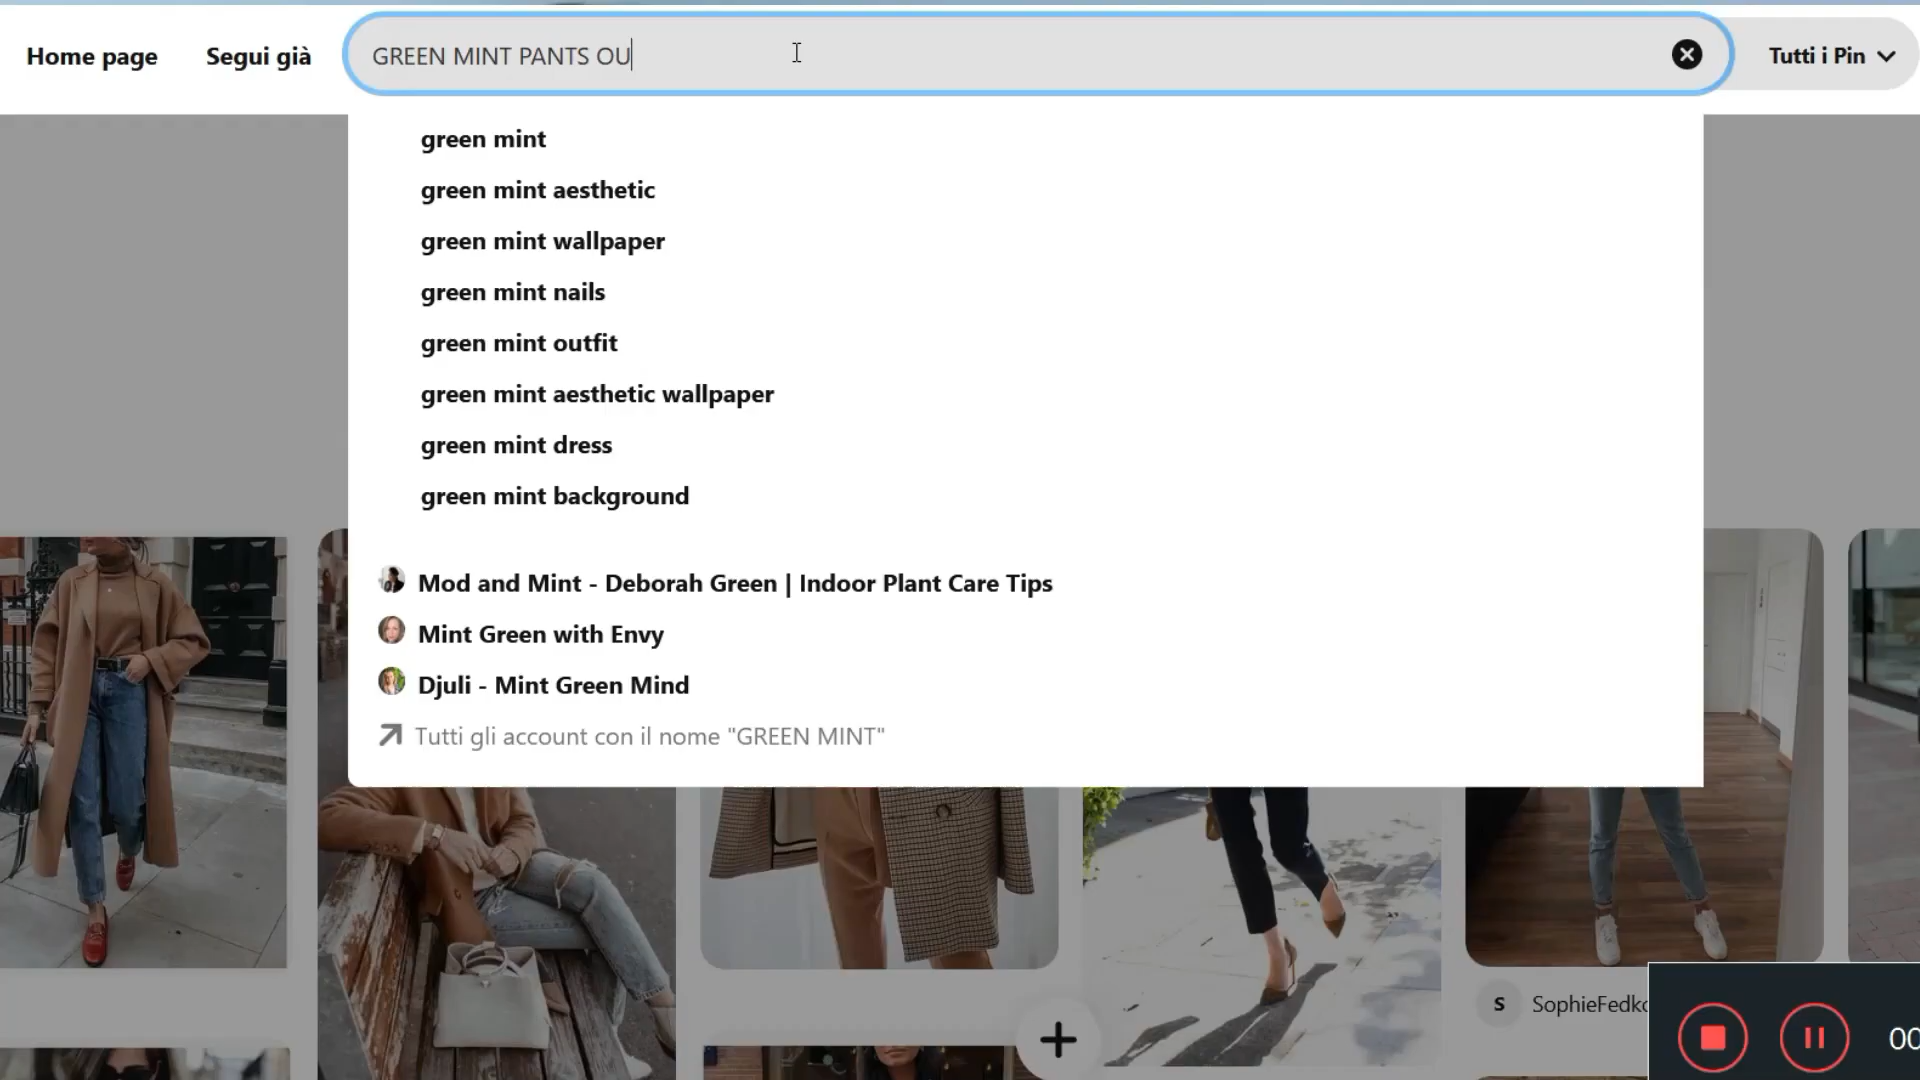 Home page Segui già GREEN MINT PANTS OU Tutti i Pin
green mint
green mint aesthetic
green mint wallpaper
green mint nails
green mint outfit
green mint aesthetic wallpaper
green mint dress
green mint background
Mod and Mint - Deborah Green | Indoor Plant Care Tips
Mint Green with Envy
Djuli - Mint Green Mind
Tutti gli account con il nome "GREEN MINT"
S
00